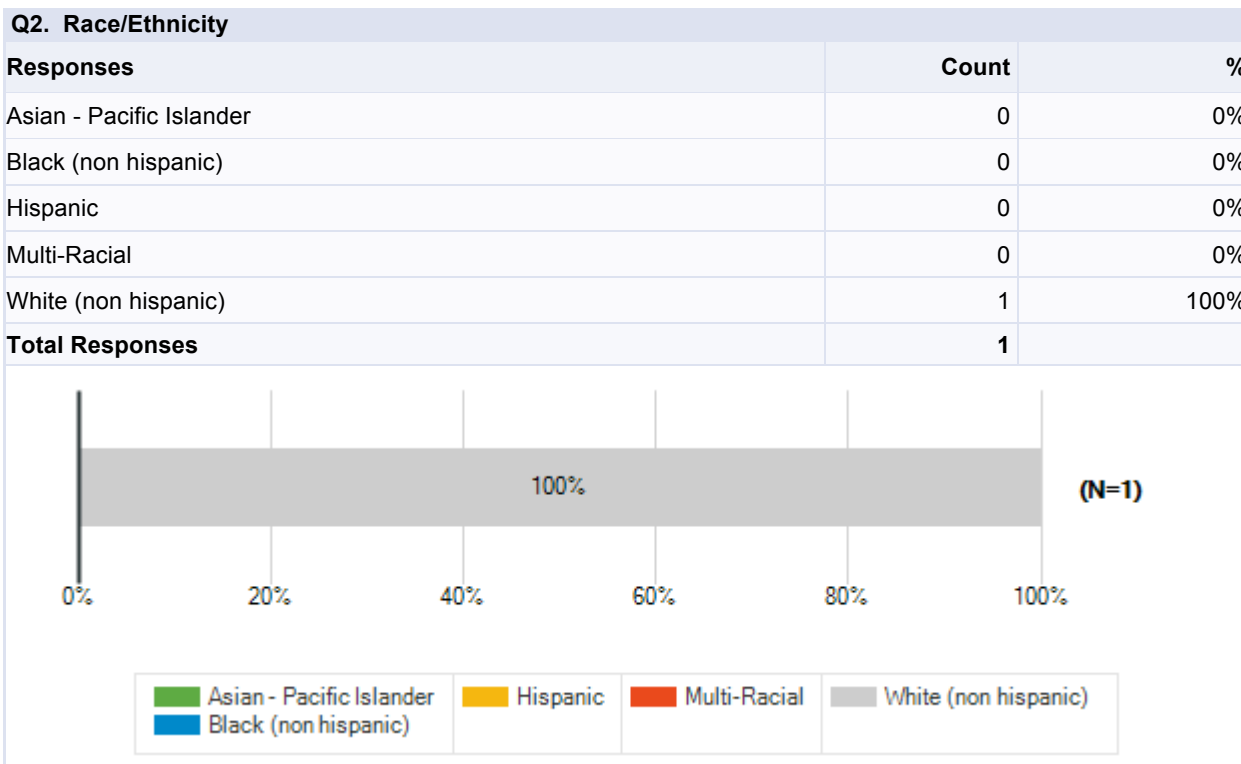 Q2. Race/Ethnicity
Responses Count %
Asian - Pacific Islander 0 0%
Black (non hispanic) 0 0%
Hispanic 0 0%
Multi-Racial 0 0%
White (non hispanic) 1 100%
Total Responses 1
100% (N=1)
0% 20% 40% 60% 80% 100%
Asian - Pacific Islander Hispanic Multi-Racial White (non hispanic)
Black (non hispanic)